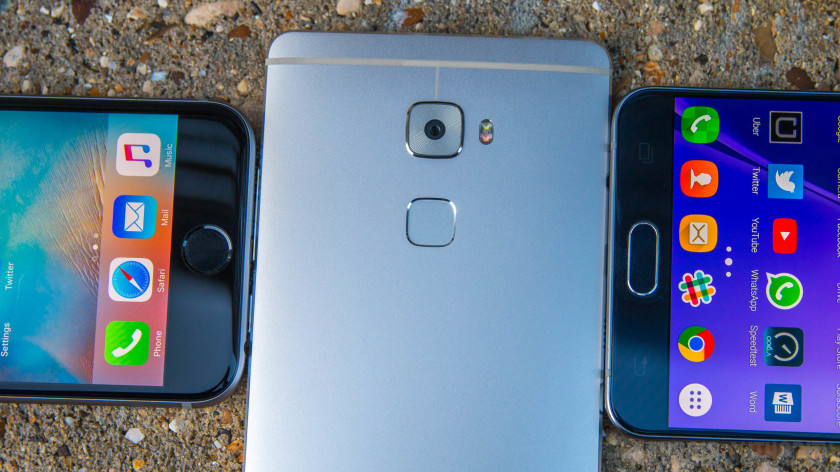 Music
Mail
Safari
Phone
Twitter
Settings
Uber
Twitter
YouTube
WhatsApp
Speedtest
Word